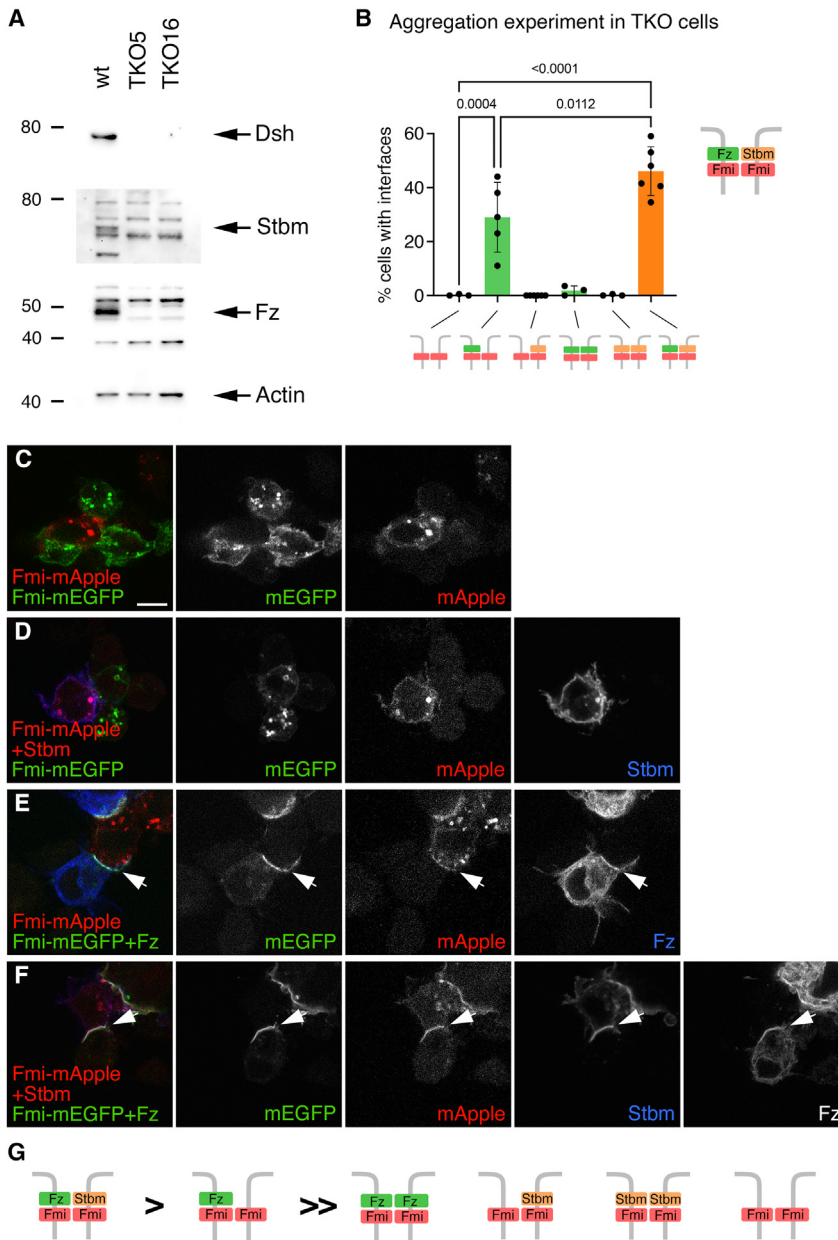 A
wt
TKO5
TKO16
80
Dsh
80
Stbm
50
Fz
40
40
Actin
B Aggregation experiment in TKO cells
<0.0001
0.0004
0.0112
% cells with interfaces
60
40
20
0
Fz Stbm
Fmi Fmi
C
Fmi-mApple
Fmi-mEGFP
mEGFP
mApple
D
Fmi-mApple
+Stbm
Fmi-mEGFP
mEGFP
mApple
Stbm
E
Fmi-mApple
Fmi-mEGFP+Fz
mEGFP
mApple
Fz
F
Fmi-mApple
+Stbm
Fmi-mEGFP+Fz
mEGFP
mApple
Stbm
Fz
G
Fz Stbm
Fmi Fmi
>
Fz
Fmi Fmi
>>
Fz Fz
Fmi Fmi
Stbm
Fmi Fmi
Stbm Stbm
Fmi Fmi
Fmi Fmi